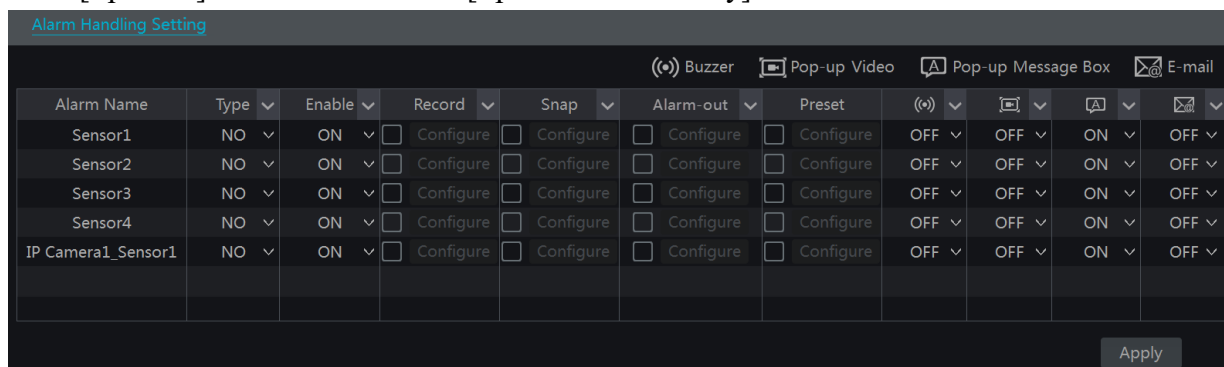 Alarm Handling Setting
Buzzer Pop-up Video Pop-up Message Box E-mail
Alarm Name Type Enable Record Snap Alarm-out Preset
Sensor1 NO ON Configure Configure Configure Configure OFF OFF ON OFF
Sensor2 NO ON Configure Configure Configure Configure OFF OFF ON OFF
Sensor3 NO ON Configure Configure Configure Configure OFF OFF ON OFF
Sensor4 NO ON Configure Configure Configure Configure OFF OFF ON OFF
IP Camera1_Sensor1 NO ON Configure Configure Configure Configure OFF OFF ON OFF
Apply